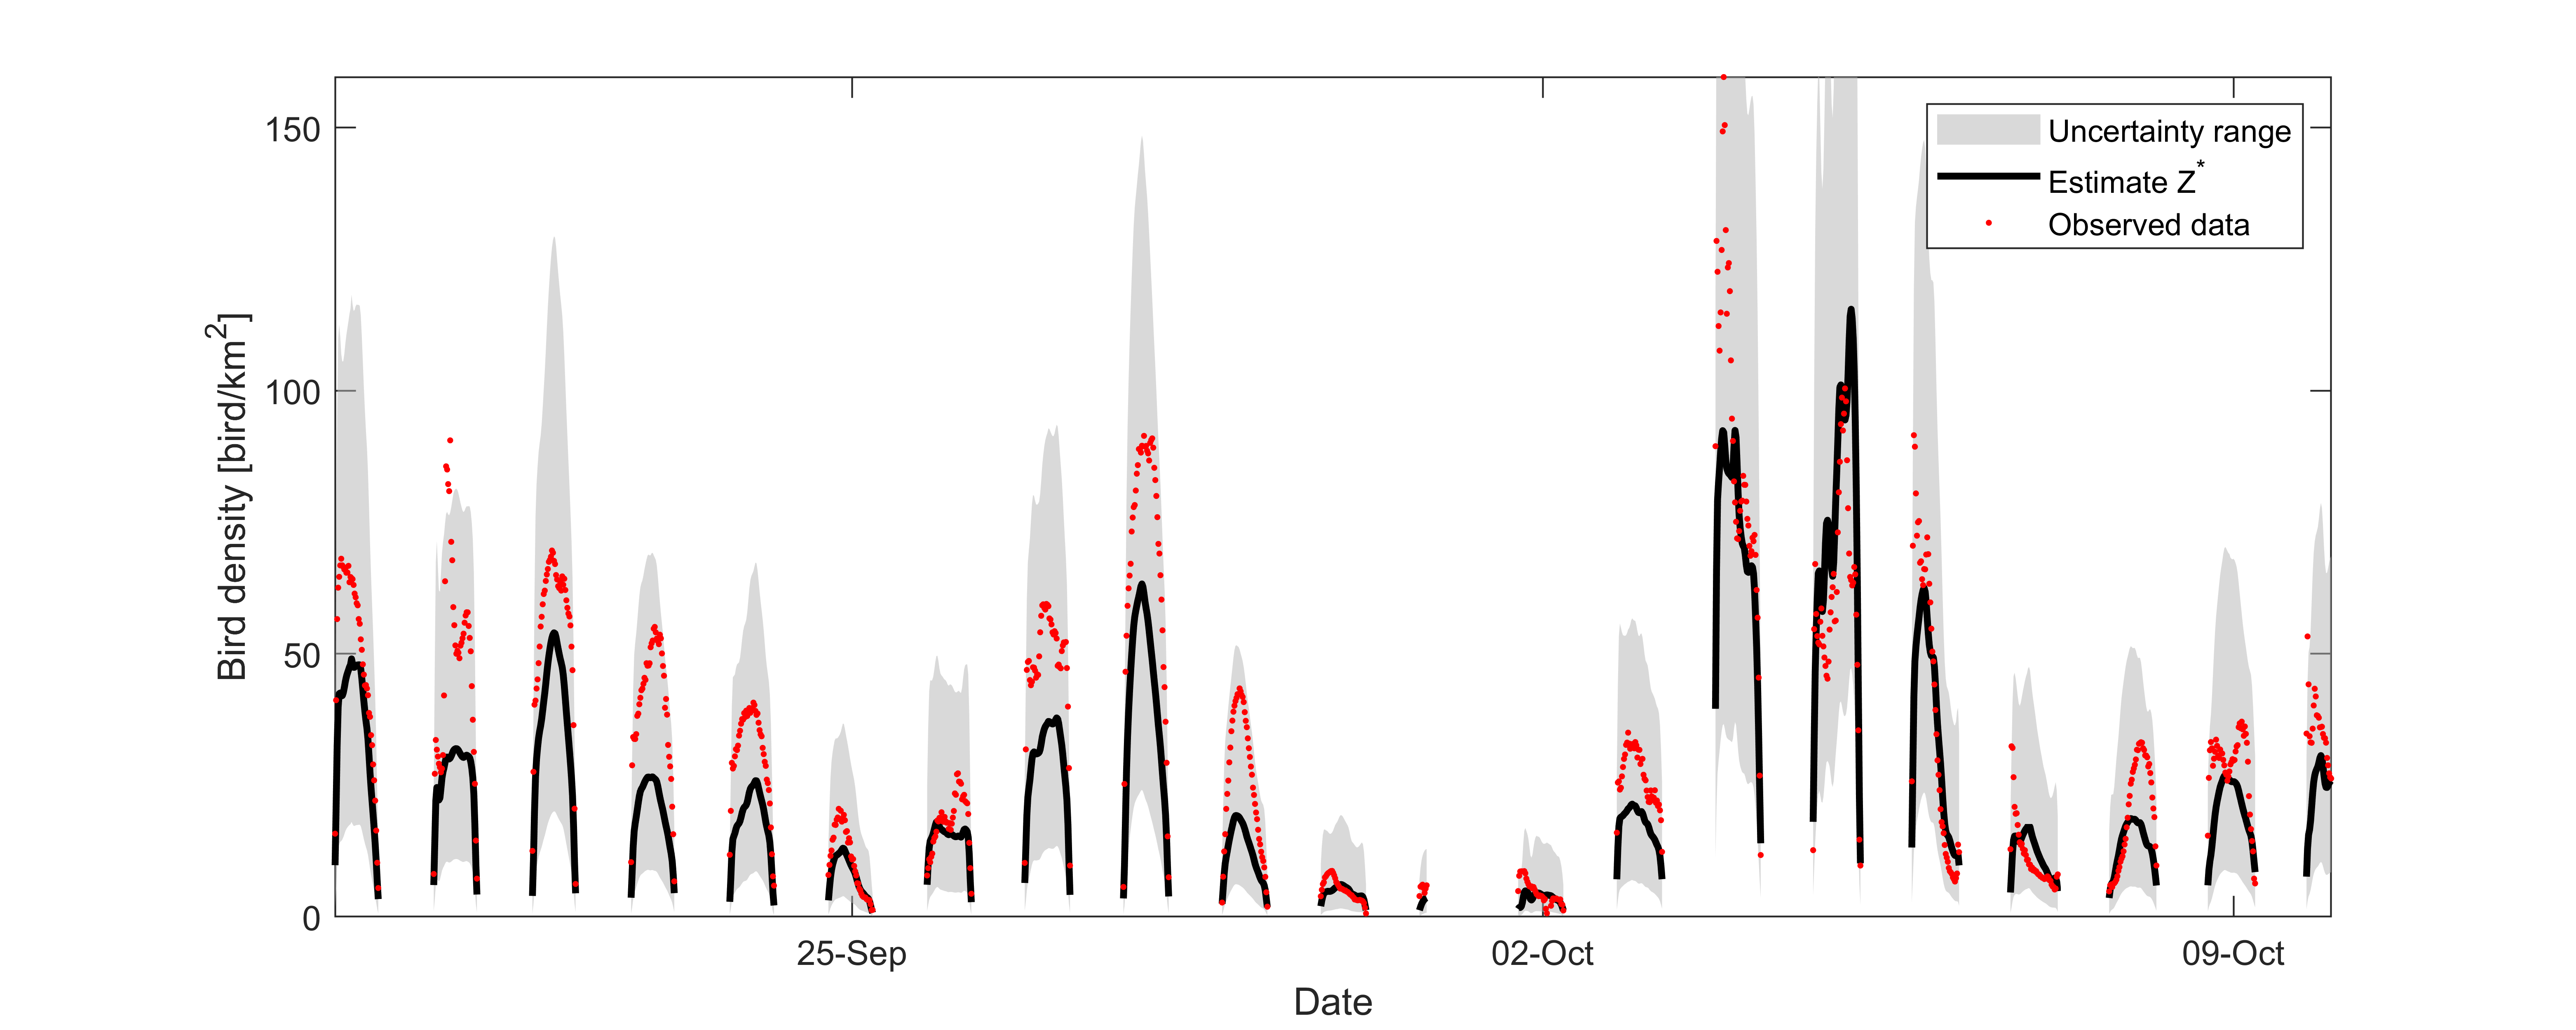 150
100
50
0
Bird density [bird/km²]
25-Sep
02-Oct
09-Oct
Date
Uncertainty range
Estimate Z*
Observed data